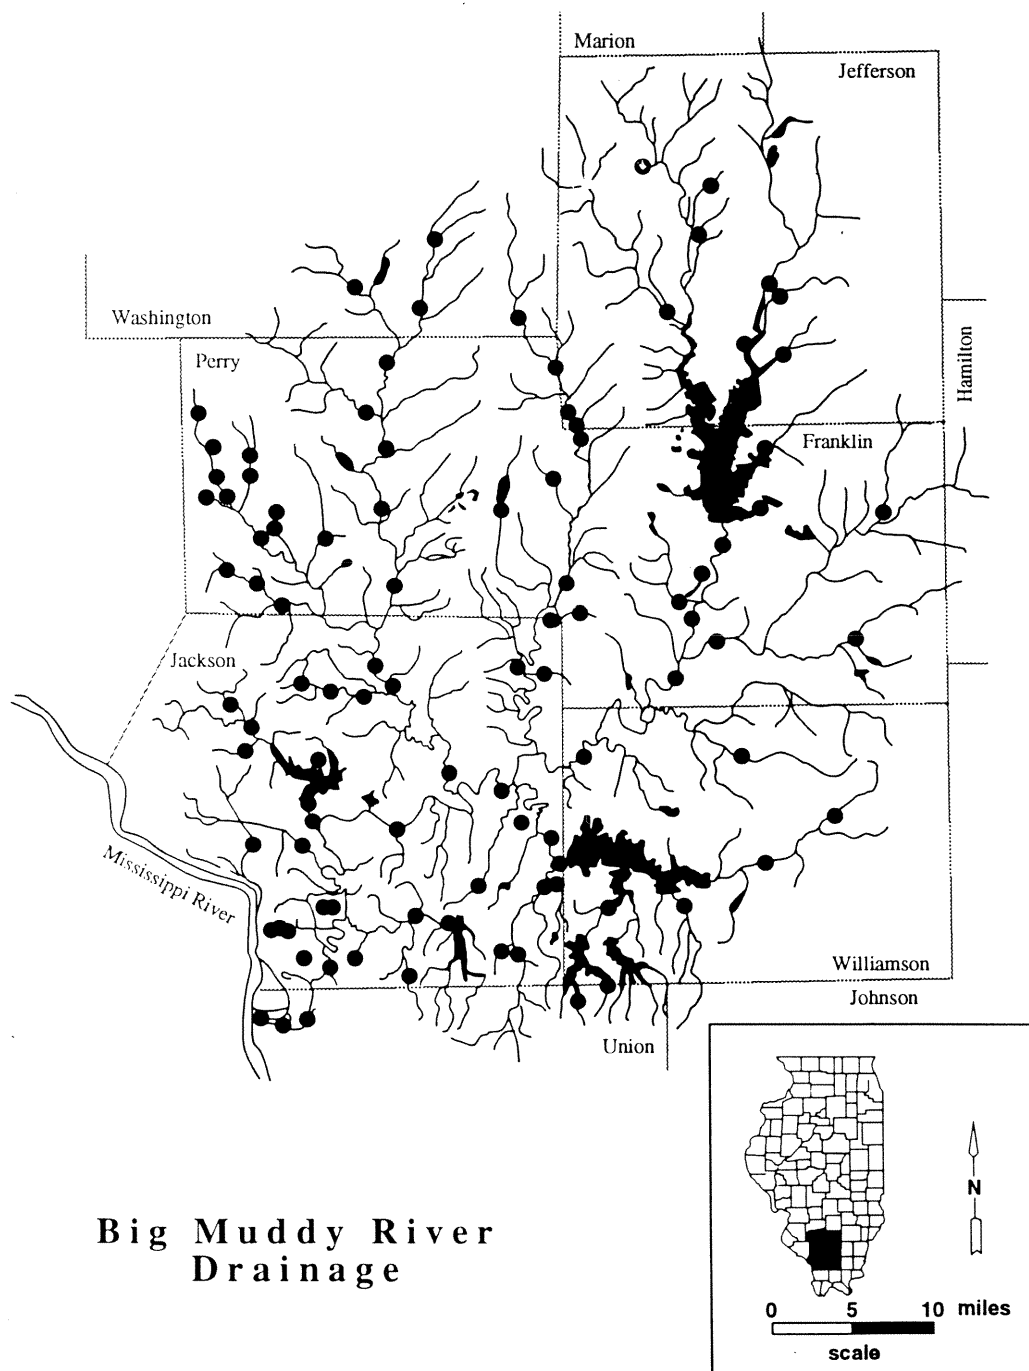 Marion
Jefferson
Washington
Perry
Hamilton
Franklin
Jackson
Mississippi River
Williamson
Johnson
Union
Big Muddy River
Drainage
N
0 5 10 miles
scale